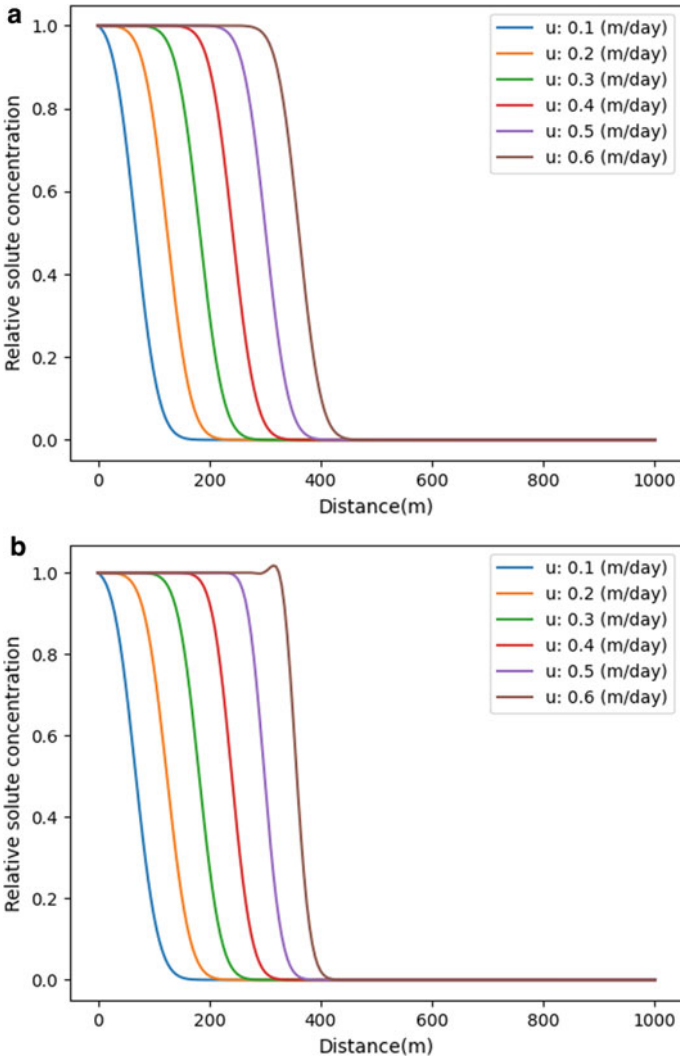 a
Relative solute concentration
1.0
0.8
0.6
0.4
0.2
0.0
u: 0.1 (m/day)
u: 0.2 (m/day)
u: 0.3 (m/day)
u: 0.4 (m/day)
u: 0.5 (m/day)
u: 0.6 (m/day)
0 200 400 600 800 1000
Distance(m)
b
Relative solute concentration
1.0
0.8
0.6
0.4
0.2
0.0
u: 0.1 (m/day)
u: 0.2 (m/day)
u: 0.3 (m/day)
u: 0.4 (m/day)
u: 0.5 (m/day)
u: 0.6 (m/day)
0 200 400 600 800 1000
Distance(m)